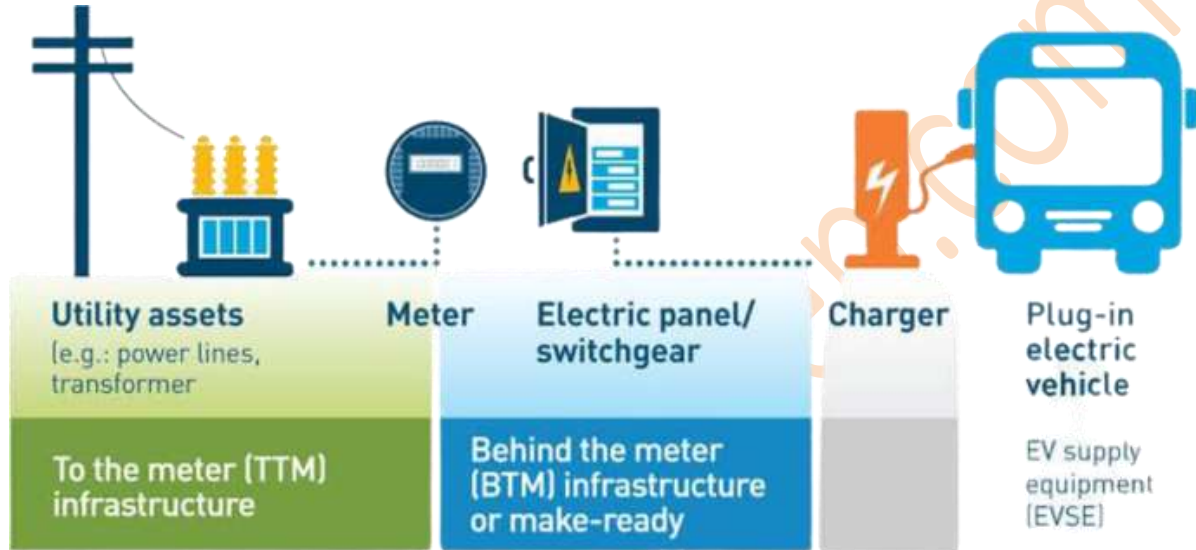 Utility assets
(e.g.: power lines,
transformer
Meter
Electric panel/
switchgear
Charger
Plug-in
electric
vehicle
To the meter (TTM)
infrastructure
Behind the meter
(BTM) infrastructure
or make-ready
EV supply
equipment
(EVSE)